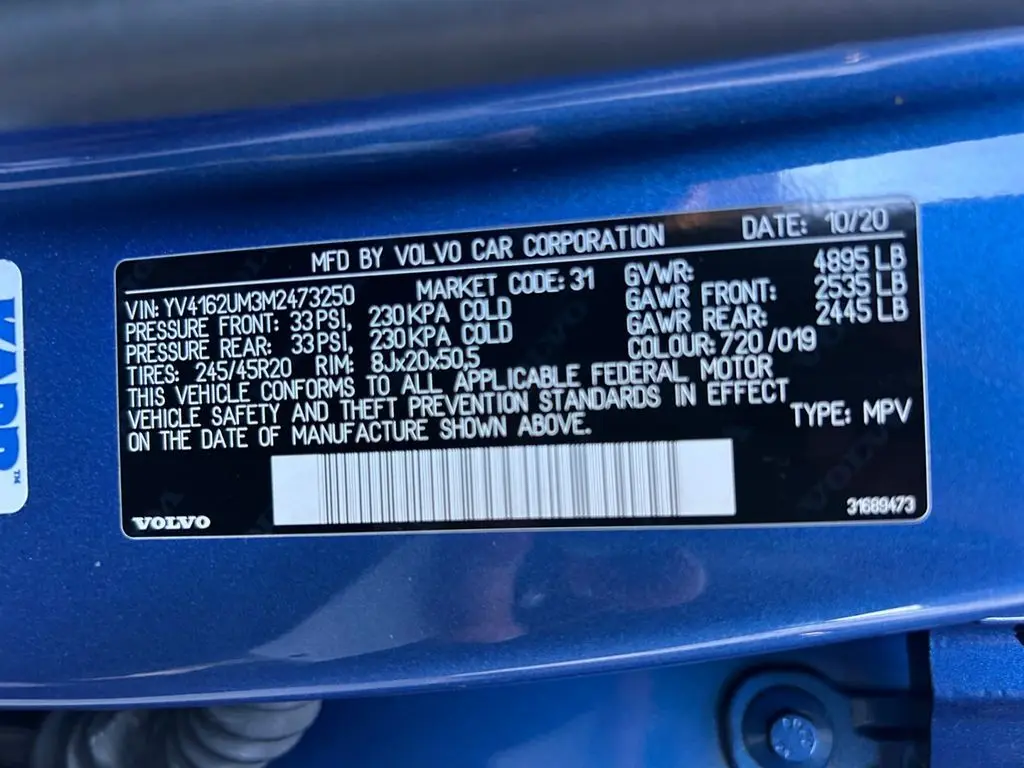 MFD BY VOLVO CAR CORPORATION DATE: 10/20
VIN: YV4162UM3M2473250 MARKET CODE: 31 GVWR: 4895 LB
PRESSURE FRONT: 33 PSI, 230 KPA COLD GAWR FRONT: 2535 LB
PRESSURE REAR: 33 PSI, 230 KPA COLD GAWR REAR: 2445 LB
TIRES: 245/45R20 RIM: 8Jx20x50,5 COLOUR: 720 /019
THIS VEHICLE CONFORMS TO ALL APPLICABLE FEDERAL MOTOR
VEHICLE SAFETY AND THEFT PREVENTION STANDARDS IN EFFECT
ON THE DATE OF MANUFACTURE SHOWN ABOVE. TYPE: MPV
VOLVO
31689473
VOLVO